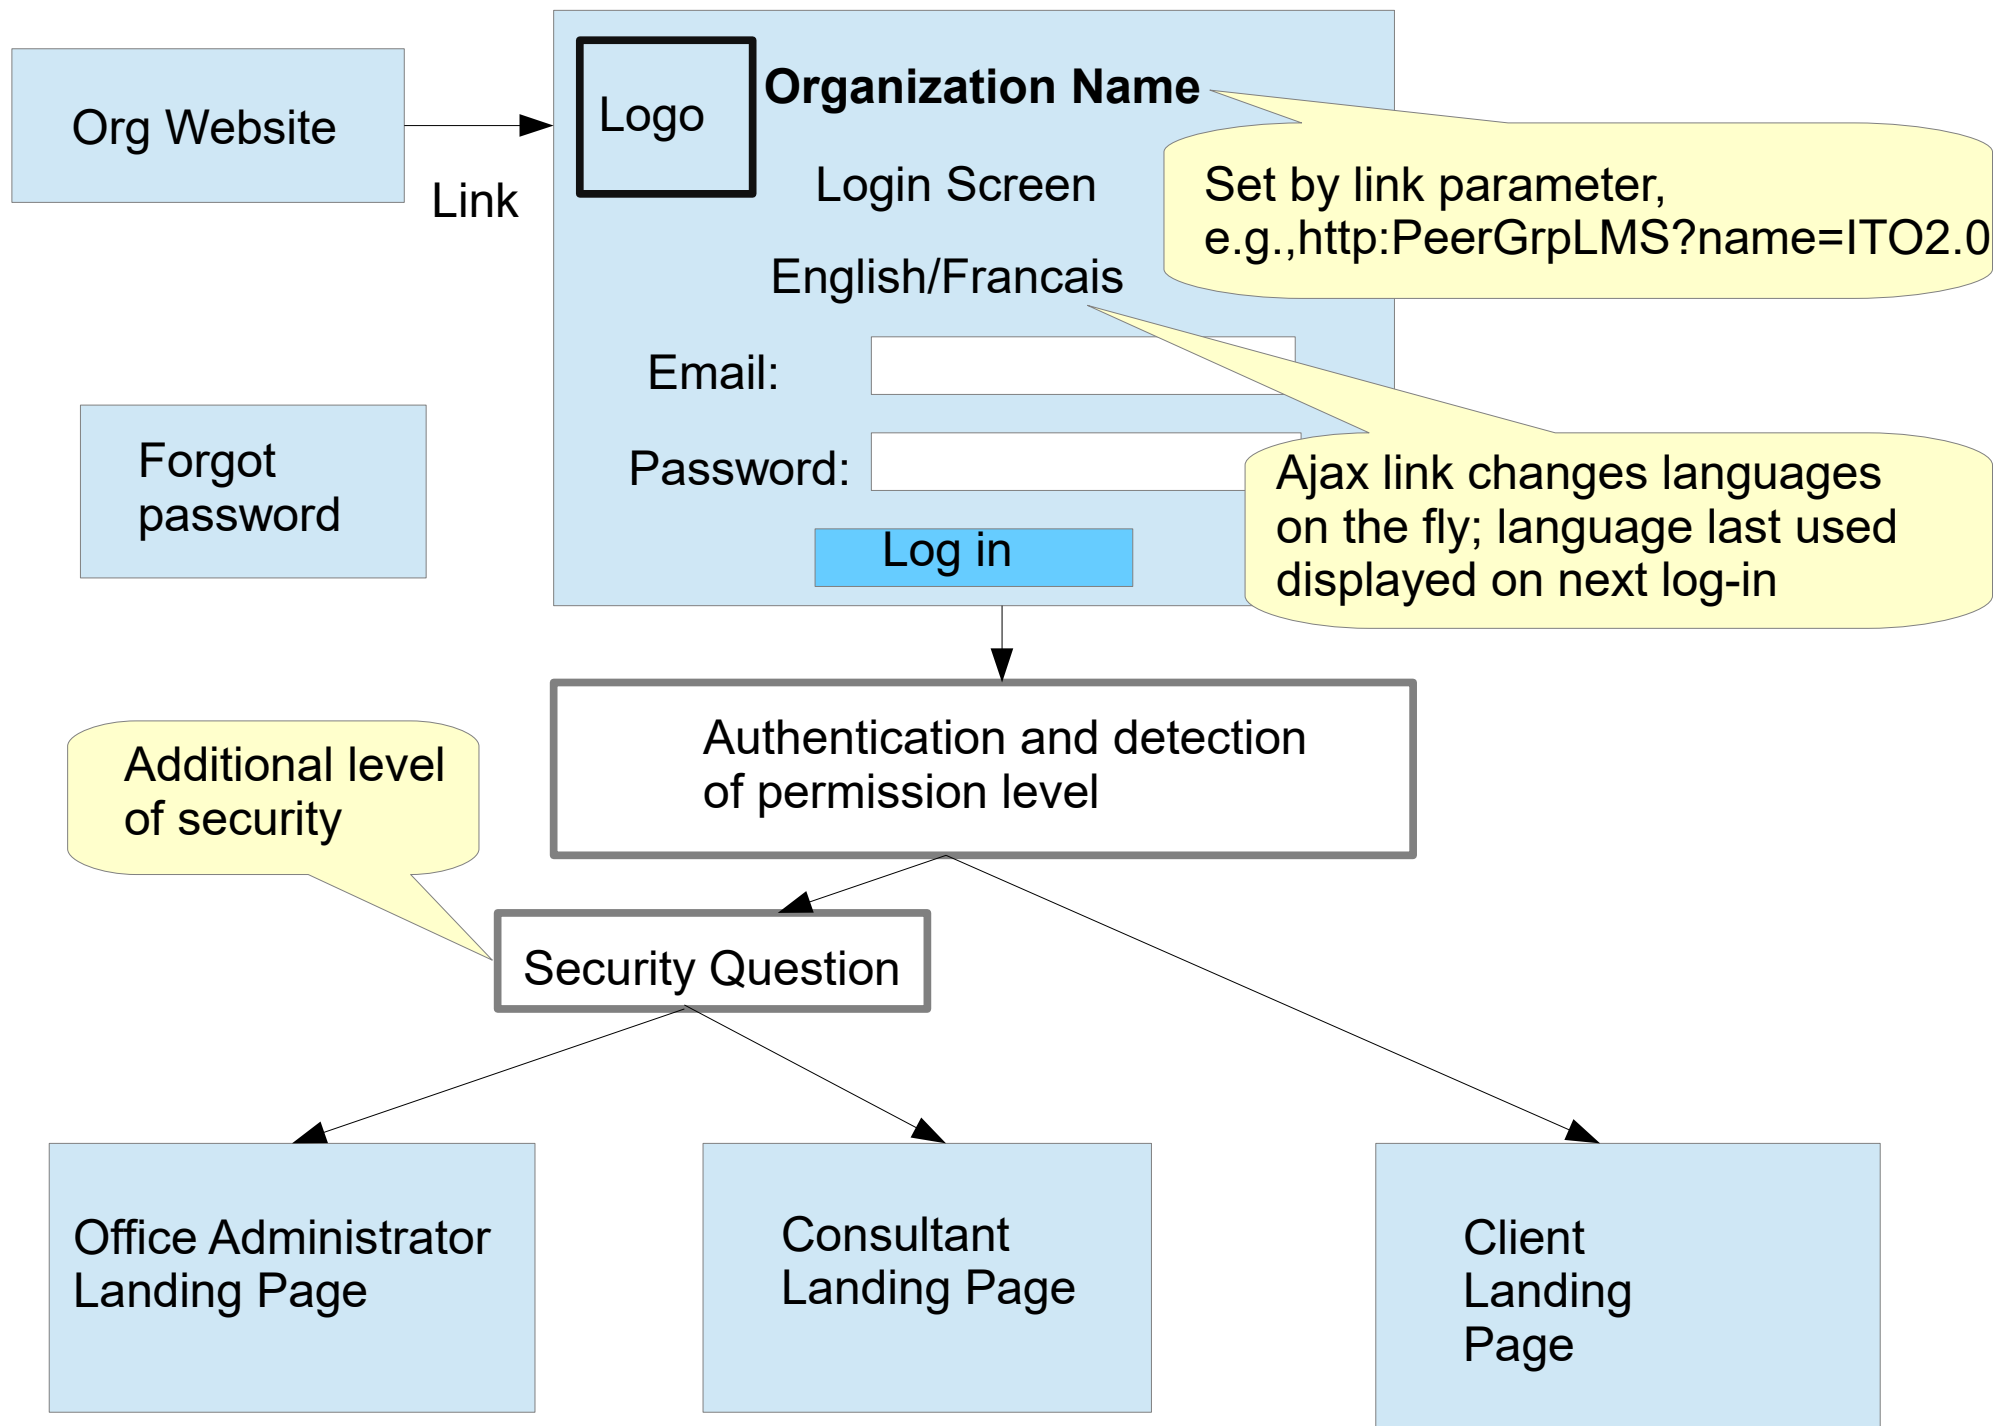 Org Website
Link
Logo
Organization Name
Login Screen
English/Francais
Set by link parameter,
e.g.,http:PeerGrpLMS?name=ITO2.0
Email:
Password:
Log in
Ajax link changes languages
on the fly; language last used
displayed on next log-in
Forgot
password
Authentication and detection
of permission level
Additional level
of security
Security Question
Office Administrator
Landing Page
Consultant
Landing Page
Client
Landing
Page